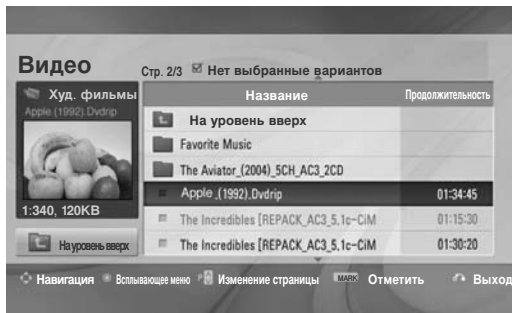 Видео
Стр. 2/3 Нет выбранные вариантов
Худ. фильмы
Apple.(1992).Dvdrip
1:340, 120KB
На уровень вверх
Название Продолжительность
На уровень вверх
Favorite Music
The Aviator_(2004)_5CH_AC3_2CD
Apple_(1992).Dvdrip 01:34:45
The Incredibles [REPACK_AC3_5.1c-CiM 01:15:30
The Incredibles [REPACK_AC3_5.1c-CiM 01:30:20
Навигация Всплывающее меню P Изменение страницы MARK Отметить Выход